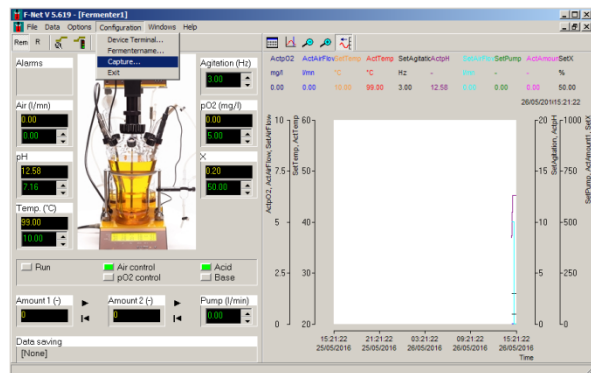 F-Net V 5.619 - [Fermenter1]
File Data Options Configuration Windows Help
Rem R
Device Terminal...
Fermentername...
Capture...
Exit
Alarms
Agitation (Hz)
3.00
Air (l/mn)
0.00
0.00
pO2 (mg/l)
0.00
5.00
pH
12.58
7.16
X
0.20
50.00
Temp. (°C)
99.00
10.00
Run
Air control
pO2 control
Acid
Base
Amount 1 (-)
0
Amount 2 (-)
0
Pump (l/min)
0.00
Data saving
[None]
ActpO2 ActAirFlow SetTemp ActTemp SetAgitatic ActpH SetAirFlo SetPump ActAmour SetX
mg/l l/mn °C °C Hz - l/mn - - %
0.00 0.00 10.00 99.00 3.00 12.58 0.00 0.00 0.00 50.00
26/05/2016 15:21:22
ActpO2, ActAirFlow, SetAirFlow
SetTemp, ActTemp
10 60 20 1000
7.5 50 15 750
5 40 10 500
2.5 30 5 250
0 20 0 0
SetAgitation, ActpH
SetPump, ActAmount1, SetX
15:21:22 21:21:22 03:21:22 09:21:22 15:21:22
25/05/2016 25/05/2016 26/05/2016 26/05/2016 26/05/2016
Time